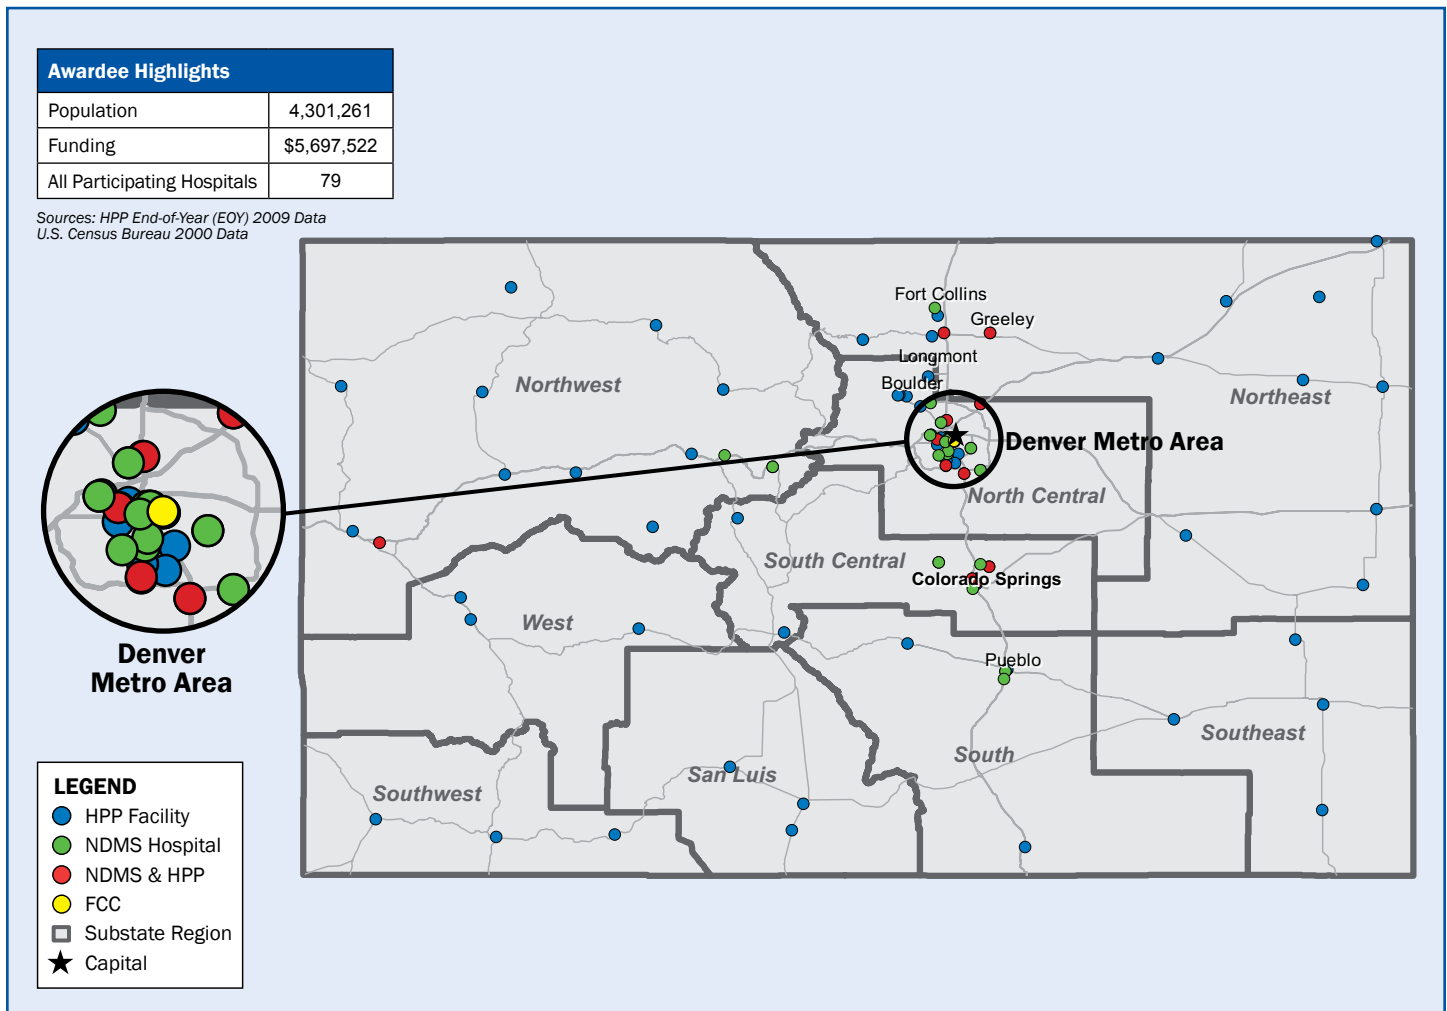 Awardee Highlights
Population 4,301,261
Funding $5,697,522
All Participating Hospitals 79
Sources: HPP End-of-Year (EOY) 2009 Data
U.S. Census Bureau 2000 Data
Fort Collins
Greeley
Longmont
Boulder
Northwest
Northeast
Denver Metro Area
North Central
South Central
Colorado Springs
West
Denver
Metro Area
Pueblo
Southeast
South
San Luis
Southwest
LEGEND
HPP Facility
NDMS Hospital
NDMS & HPP
FCC
Substate Region
Capital